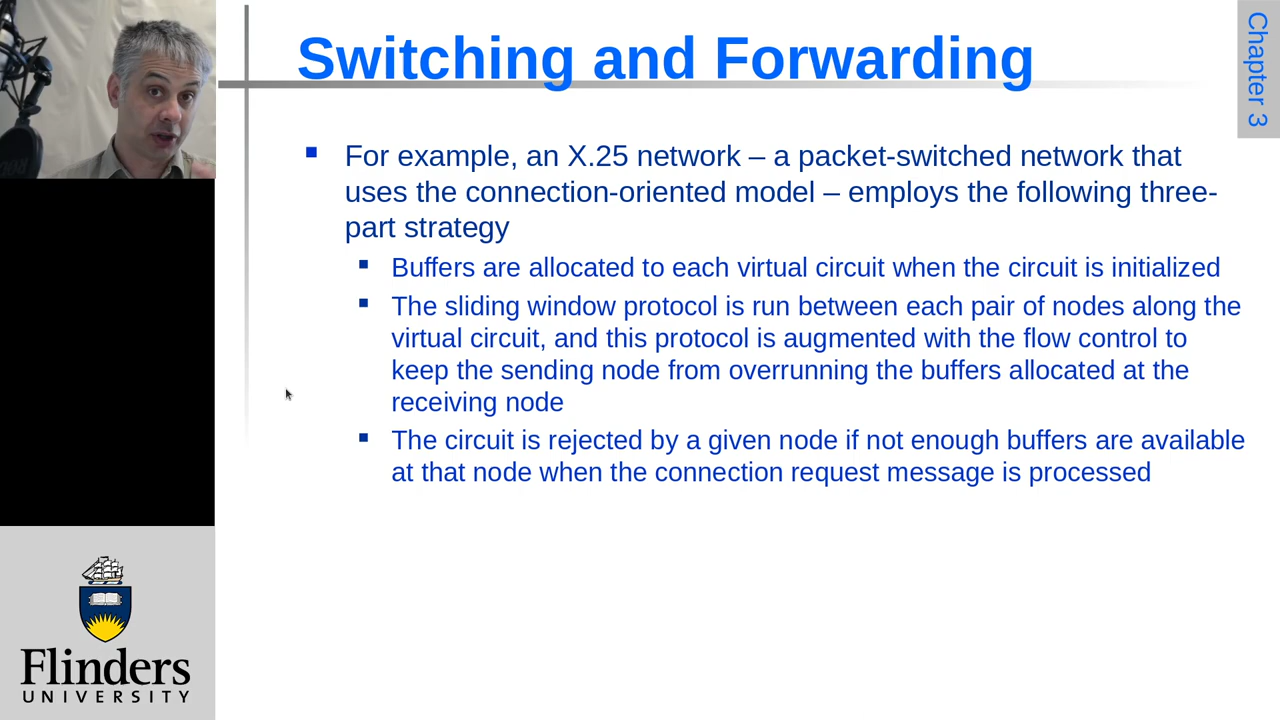 Switching and Forwarding
Chapter 3
▪ For example, an X.25 network – a packet-switched network that
uses the connection-oriented model – employs the following three-
part strategy
▪ Buffers are allocated to each virtual circuit when the circuit is initialized
▪ The sliding window protocol is run between each pair of nodes along the
virtual circuit, and this protocol is augmented with the flow control to
keep the sending node from overrunning the buffers allocated at the
receiving node
▪ The circuit is rejected by a given node if not enough buffers are available
at that node when the connection request message is processed
Flinders
UNIVERSITY